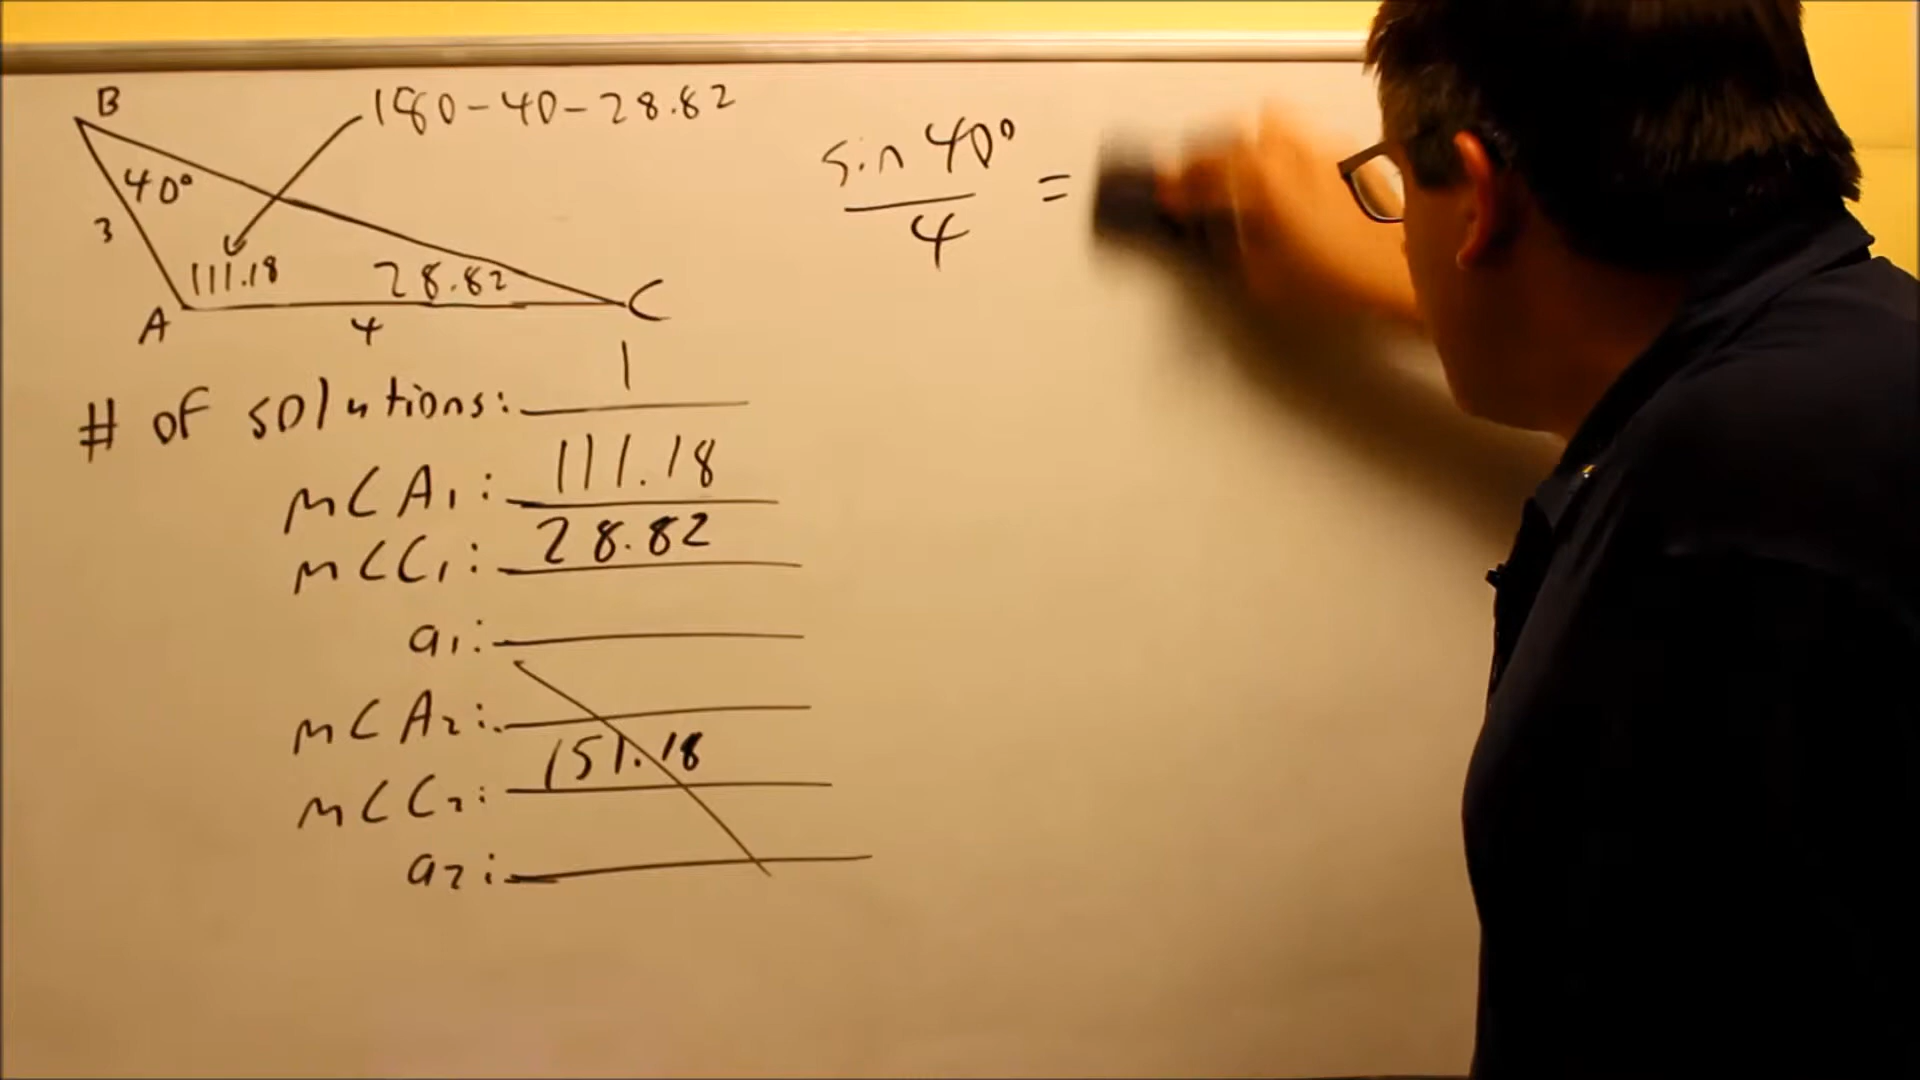 B
180-40-28.82
sin 40°
4
=
40°
3
111.18
28.82
A
4
C
# of solutions: 1
m∠A₁: 111.18
m∠C₁: 28.82
a₁:
m∠A₂:
m∠C₂: 151.18
a₂: